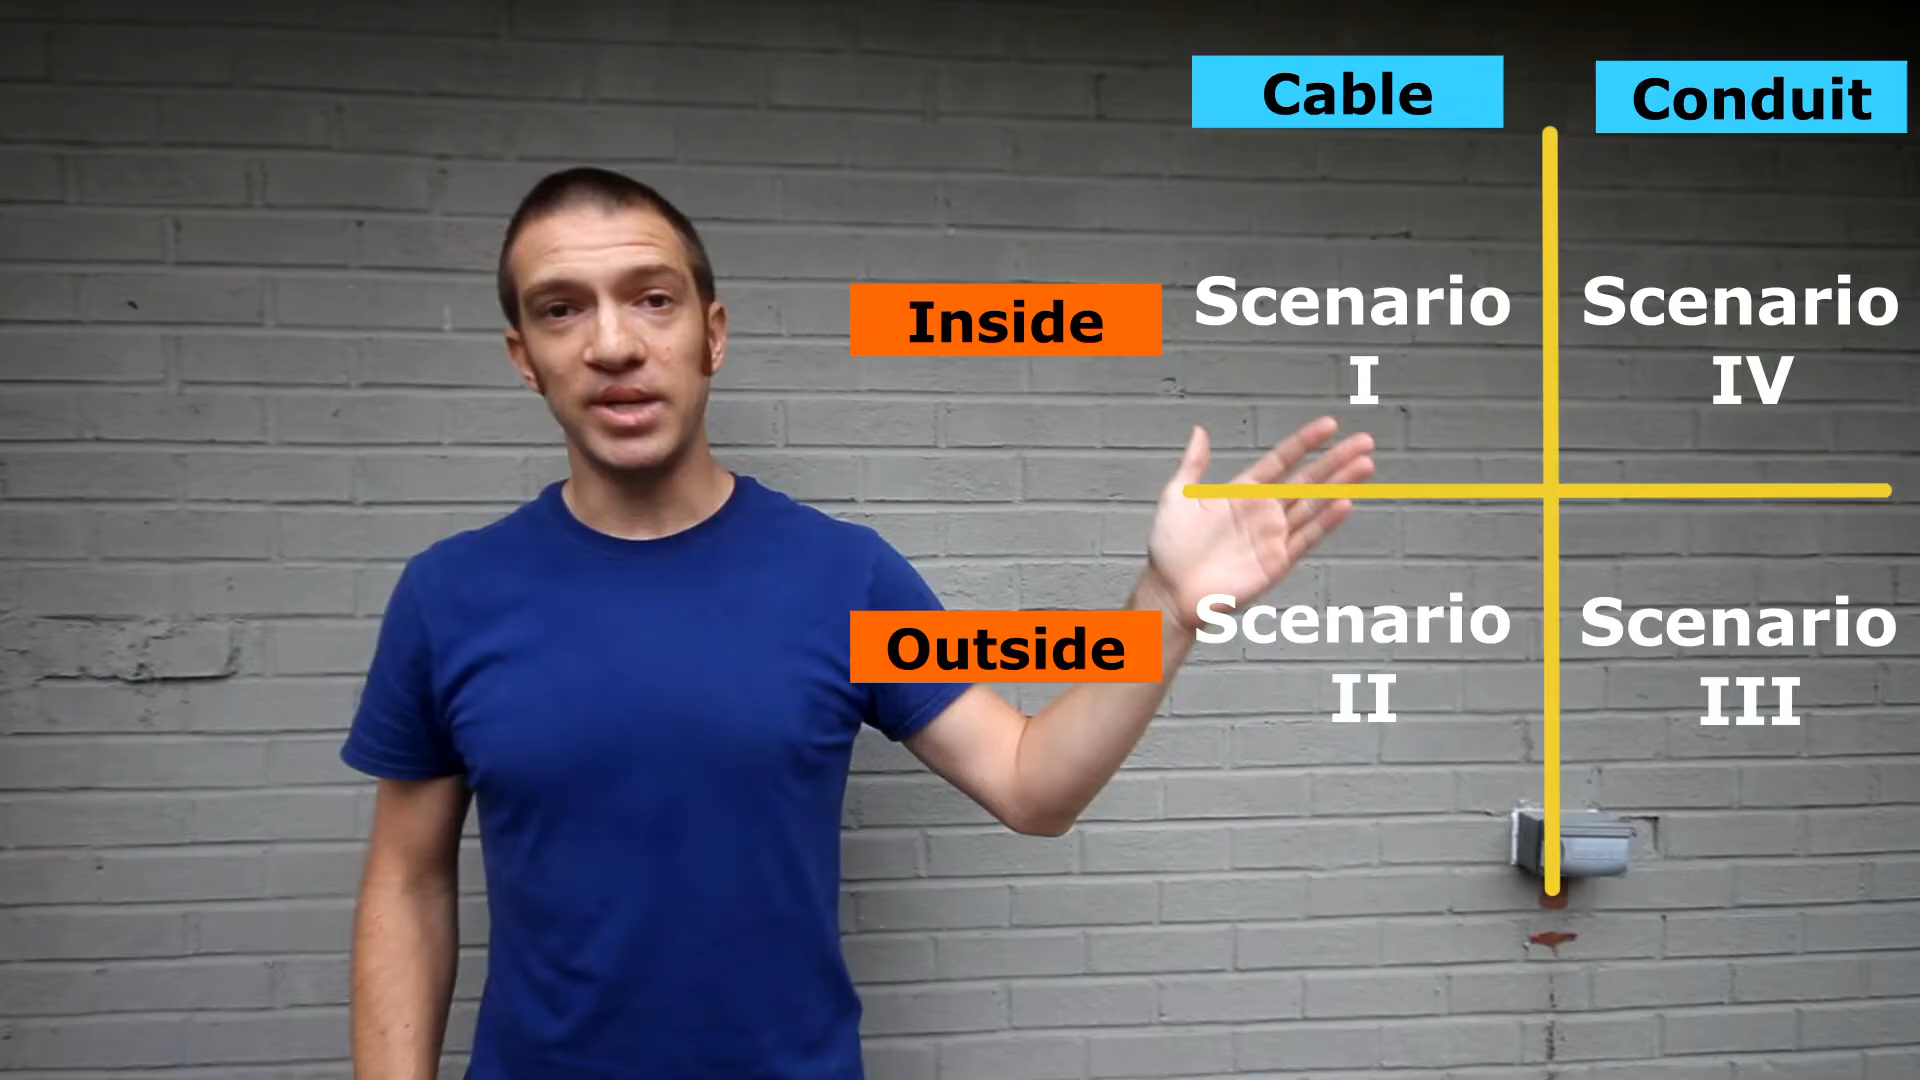 Cable
Conduit
Inside
Scenario
I
Scenario
IV
Outside
Scenario
II
Scenario
III